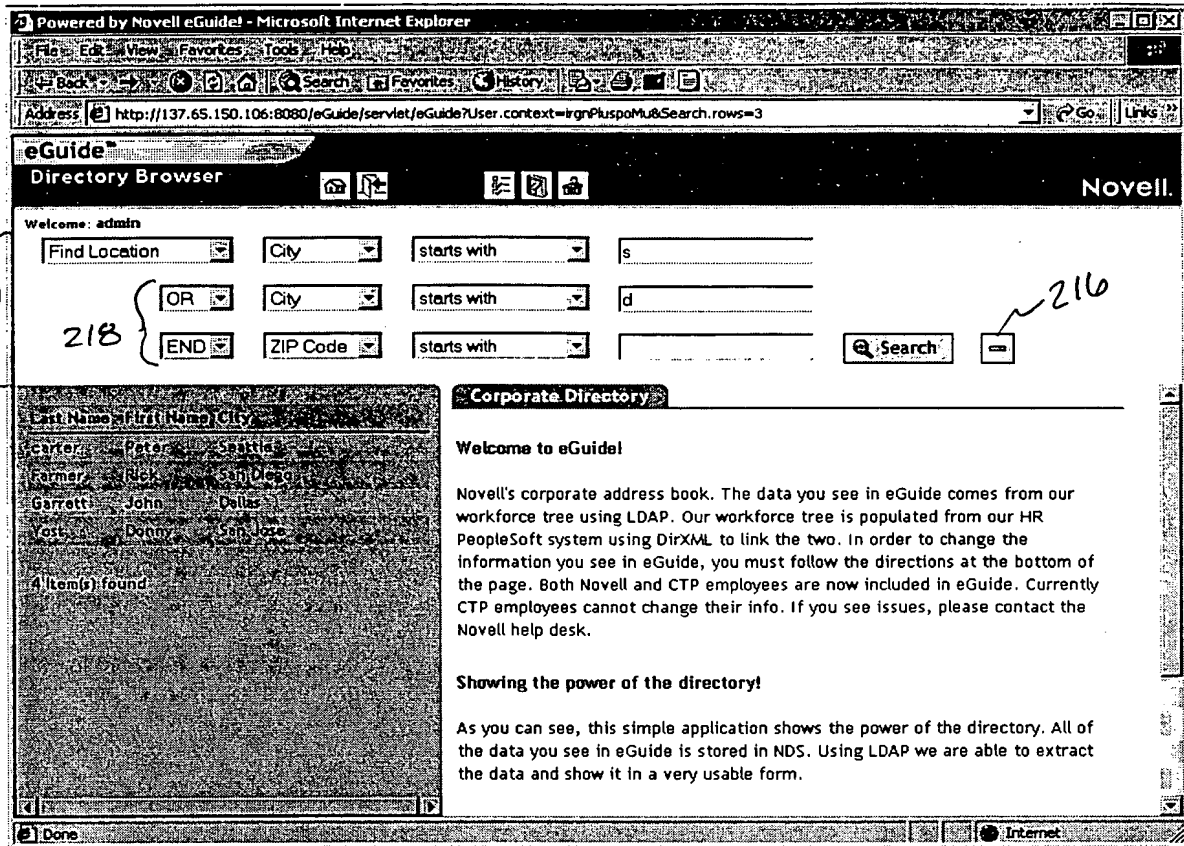 Powered by Novell eGuide! - Microsoft Internet Explorer
File Edit View Favorites Tools Help
Back Search Favorites History
Address http://137.65.150.106:8080/eGuide/servlet/eGuide?User.context=irgnPiuspoMu&Search.rows=3 Go Links
eGuide™
Directory Browser
Novell.
Welcome: admin
Find Location City starts with s
OR City starts with d
218
216
END ZIP Code starts with Search
Last Name First Name City
carter Peter Seattle
Farmer Rick San Diego
Garrett John Dallas
Yost Donny San Jose
4 Item(s) found
Corporate Directory
Welcome to eGuide!
Novell's corporate address book. The data you see in eGuide comes from our
workforce tree using LDAP. Our workforce tree is populated from our HR
PeopleSoft system using DirXML to link the two. In order to change the
information you see in eGuide, you must follow the directions at the bottom of
the page. Both Novell and CTP employees are now included in eGuide. Currently
CTP employees cannot change their info. If you see issues, please contact the
Novell help desk.
Showing the power of the directory!
As you can see, this simple application shows the power of the directory. All of
the data you see in eGuide is stored in NDS. Using LDAP we are able to extract
the data and show it in a very usable form.
Done Internet